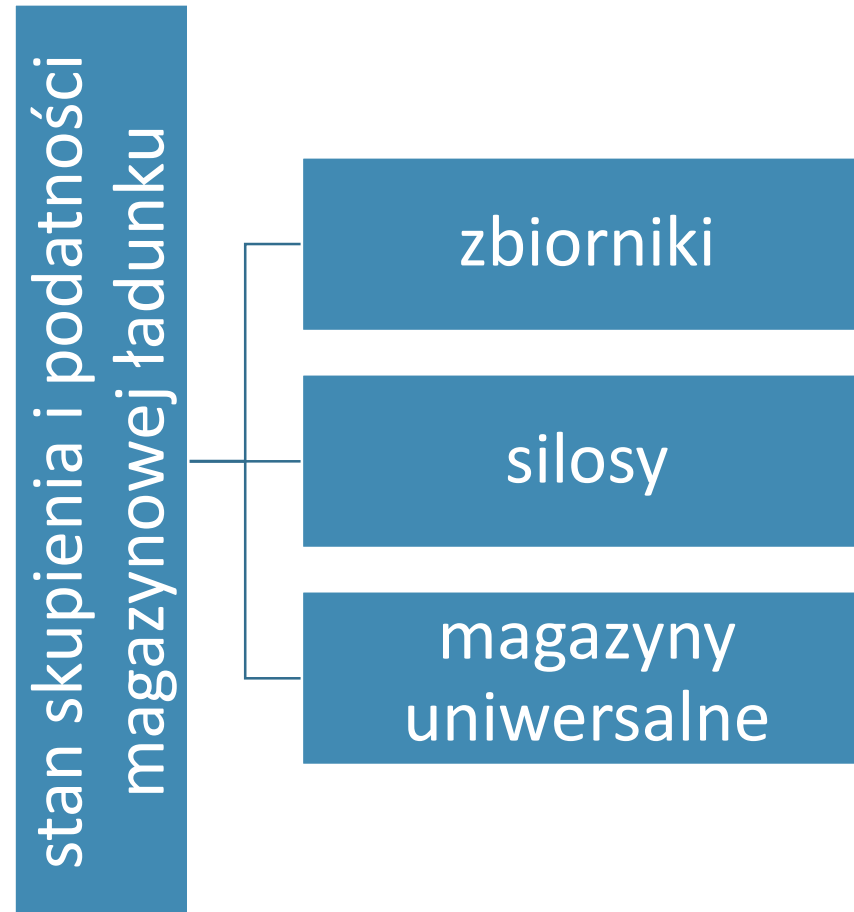 stan skupienia i podatności
magazynowej ładunku
zbiorniki
silosy
magazyny
uniwersalne